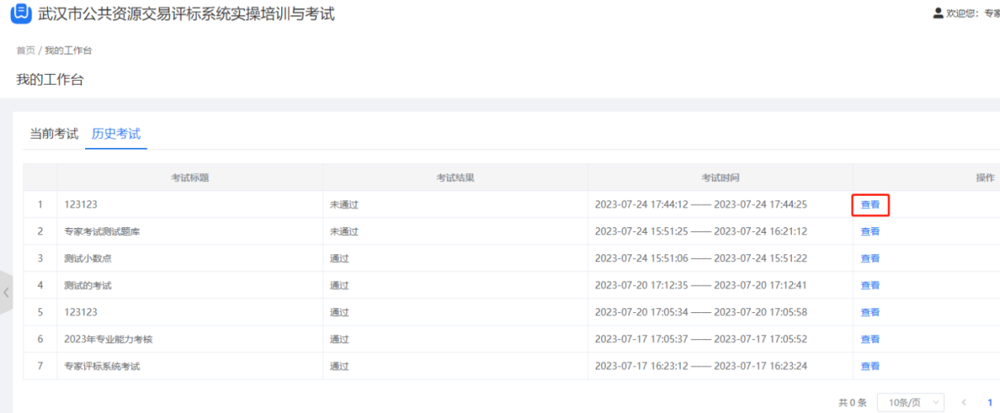 武汉市公共资源交易评标系统实操培训与考试
欢迎您：专家
首页 / 我的工作台
我的工作台
当前考试 历史考试
考试标题 考试结果 考试时间 操作
1 123123 未通过 2023-07-24 17:44:12 —— 2023-07-24 17:44:25 查看
2 专家考试测试题库 未通过 2023-07-24 15:51:25 —— 2023-07-24 16:21:12 查看
3 测试小数点 通过 2023-07-24 15:51:06 —— 2023-07-24 15:51:22 查看
4 测试的考试 通过 2023-07-20 17:12:35 —— 2023-07-20 17:12:41 查看
5 123123 通过 2023-07-20 17:05:34 —— 2023-07-20 17:05:58 查看
6 2023年专业能力考核 通过 2023-07-17 17:05:37 —— 2023-07-17 17:05:52 查看
7 专家评标系统考试 通过 2023-07-17 16:23:12 —— 2023-07-17 16:23:24 查看
共 0 条 10条/页 1